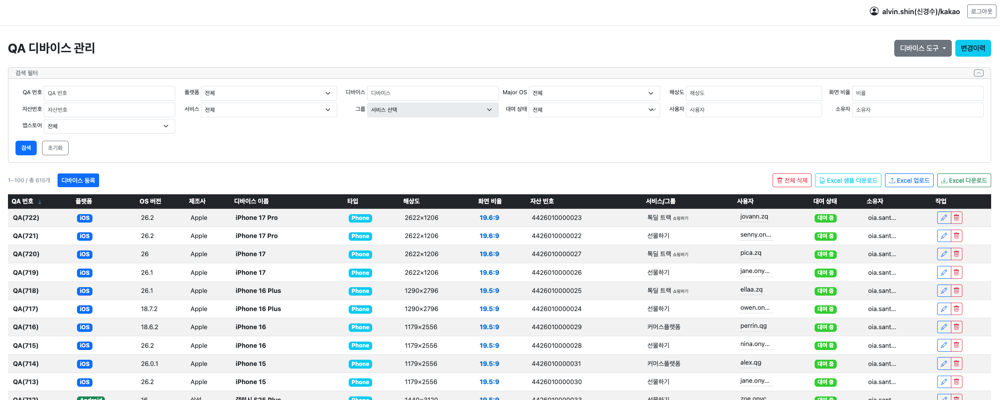 alvin.shin(신경수)/kakao 로그아웃
QA 디바이스 관리 디바이스 도구 변경이력
검색 필터
QA 번호 QA 번호 플랫폼 전체 디바이스 디바이스 Major OS 전체 해상도 해상도 화면 비율 비율
자산번호 자산번호 서비스 전체 그룹 서비스 선택 대여 상태 전체 사용자 사용자 소유자 소유자
앱스토어 전체
검색 초기화
1~100 / 총 615개 디바이스 등록 전체 삭제 Excel 샘플 다운로드 Excel 업로드 Excel 다운로드
QA 번호 ↓ 플랫폼 OS 버전 제조사 디바이스 이름 타입 해상도 화면 비율 자산 번호 서비스/그룹 사용자 대여 상태 소유자 작업
QA(722) iOS 26.2 Apple iPhone 17 Pro Phone 2622×1206 19.6:9 4426010000023 톡딜 트랙 쇼핑하기 jovann.zq 대여 중 oia.sant...
QA(721) iOS 26.2 Apple iPhone 17 Pro Phone 2622×1206 19.6:9 4426010000022 선물하기 senny.on... 대여 중 oia.sant...
QA(720) iOS 26 Apple iPhone 17 Phone 2622×1206 19.6:9 4426010000027 톡딜 트랙 쇼핑하기 pica.zq 대여 중 oia.sant...
QA(719) iOS 26.1 Apple iPhone 17 Phone 2622×1206 19.6:9 4426010000026 선물하기 jane.ony... 대여 중 oia.sant...
QA(718) iOS 26.1 Apple iPhone 16 Plus Phone 1290×2796 19.5:9 4426010000025 톡딜 트랙 쇼핑하기 ellaa.zq 대여 중 oia.sant...
QA(717) iOS 18.7.2 Apple iPhone 16 Plus Phone 1290×2796 19.5:9 4426010000024 선물하기 owen.on... 대여 중 oia.sant...
QA(716) iOS 18.6.2 Apple iPhone 16 Phone 1179×2556 19.5:9 4426010000029 커머스플랫폼 perrin.qg 대여 중 oia.sant...
QA(715) iOS 26.2 Apple iPhone 16 Phone 1179×2556 19.5:9 4426010000028 선물하기 nina.ony... 대여 중 oia.sant...
QA(714) iOS 26.0.1 Apple iPhone 15 Phone 1179×2556 19.5:9 4426010000031 커머스플랫폼 alex.qg 대여 중 oia.sant...
QA(713) iOS 26.2 Apple iPhone 15 Phone 1179×2556 19.5:9 4426010000030 선물하기 jane.ony... 대여 중 oia.sant...
QA(712) Android 16 삼성 갤럭시 S25 Plus Phone 1440×3120 19.5:9 4426010000033 선물하기 zoe.onyc 대여 중 oia.sant...